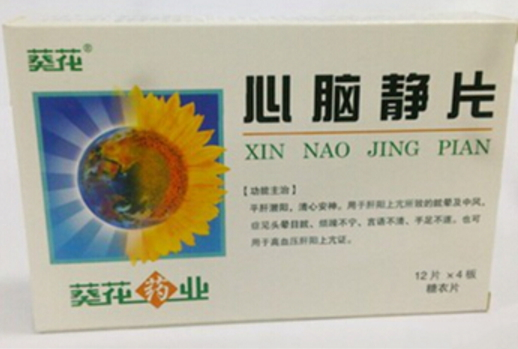 葵花®
心脑静片
XIN NAO JING PIAN
【功能主治】
平肝潜阳，清心安神。用于肝阳上亢所致的眩晕及中风，
症见头晕目眩、烦躁不宁、言语不清、手足不遂。也可
用于高血压肝阳上亢证。
葵花药业
12片×4板
糖衣片